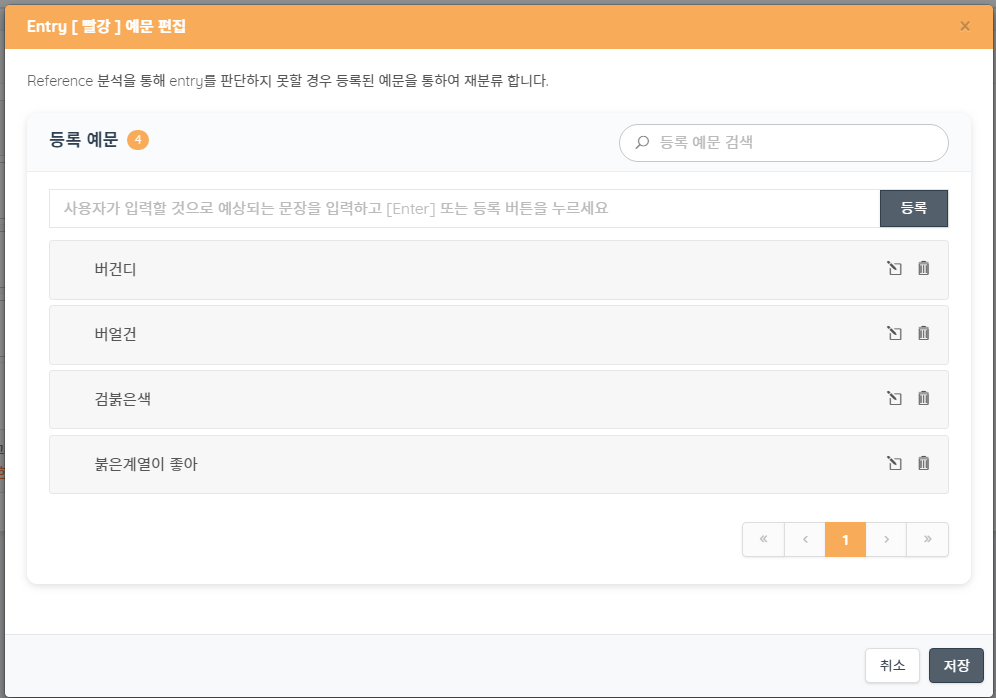 Entry [ 빨강 ] 예문 편집
×
Reference 분석을 통해 entry를 판단하지 못할 경우 등록된 예문을 통하여 재분류 합니다.
등록 예문 4
등록 예문 검색
사용자가 입력할 것으로 예상되는 문장을 입력하고 [Enter] 또는 등록 버튼을 누르세요
등록
버건디
버얼건
검붉은색
붉은계열이 좋아
« ‹ 1 › »
취소 저장